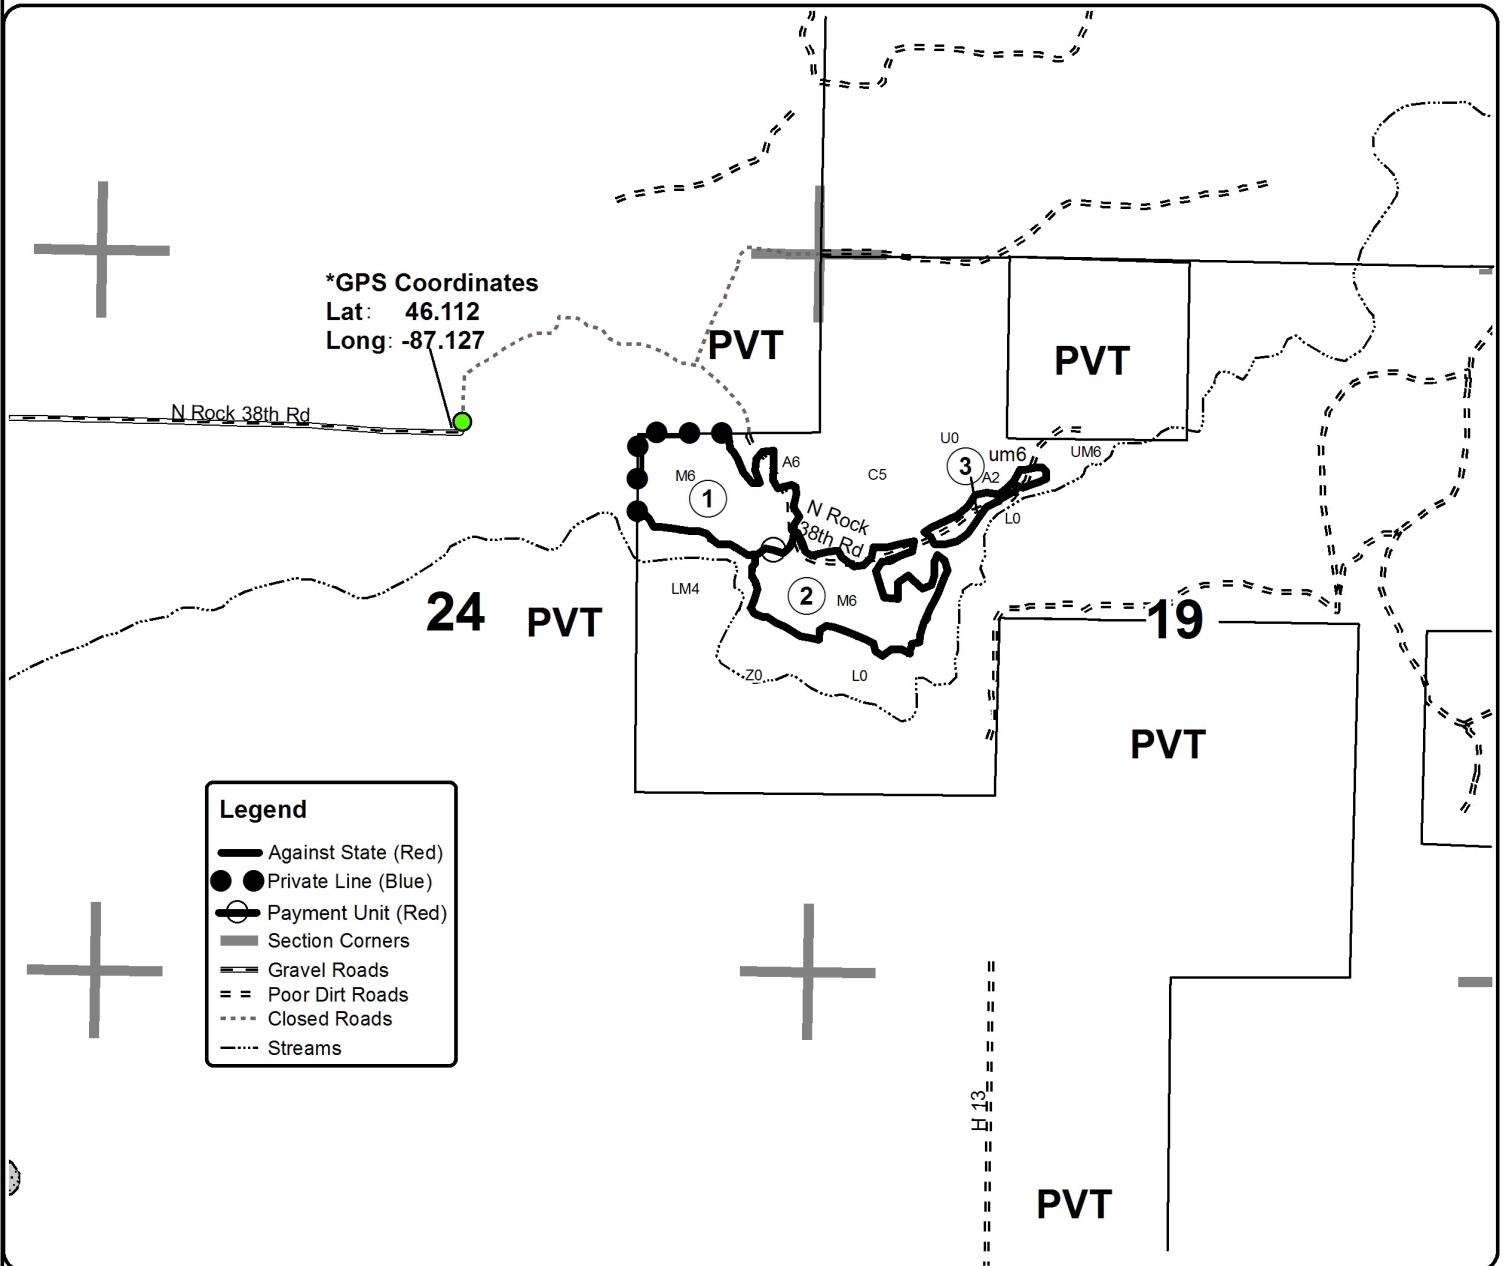 *GPS Coordinates
Lat: 46.112
Long: -87.127
PVT
PVT
N Rock 38th Rd
U0
3
um6
UM6
A6
C5
A2
M6
1
N Rock
38th Rd
L0
LM4
2
M6
24
PVT
19
Z0
L0
PVT
Legend
Against State (Red)
Private Line (Blue)
Payment Unit (Red)
Section Corners
Gravel Roads
Poor Dirt Roads
Closed Roads
Streams
H 13
PVT